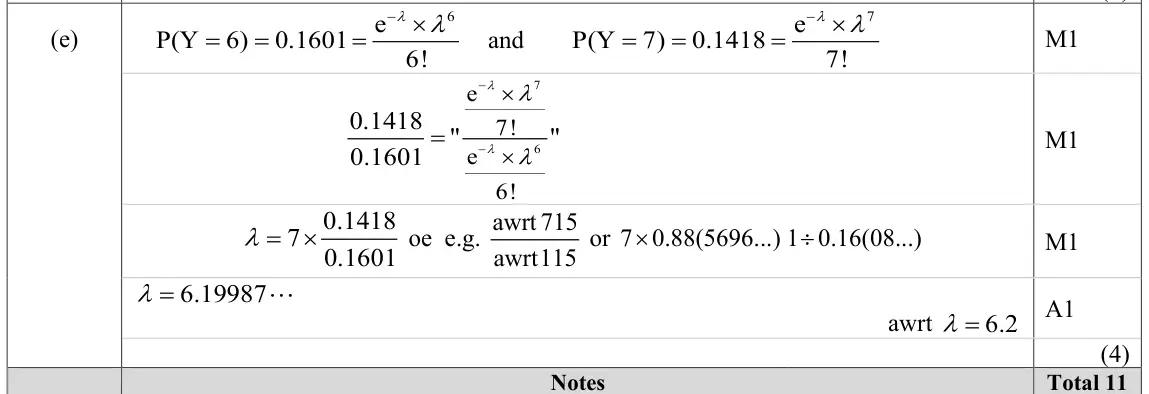 (e) P(Y = 6) = 0.1601 = e^{−λ} × λ^6 / 6! and P(Y = 7) = 0.1418 = e^{−λ} × λ^7 / 7! M1
0.1418 / 0.1601 = " (e^{−λ} × λ^7 / 7!) / (e^{−λ} × λ^6 / 6!) " M1
λ = 7 × 0.1418 / 0.1601 oe e.g. awrt 715 / awrt115 or 7 × 0.88(5696...) 1 ÷ 0.16(08...) M1
λ = 6.19987⋯
awrt λ = 6.2 A1
(4)
Notes Total 11